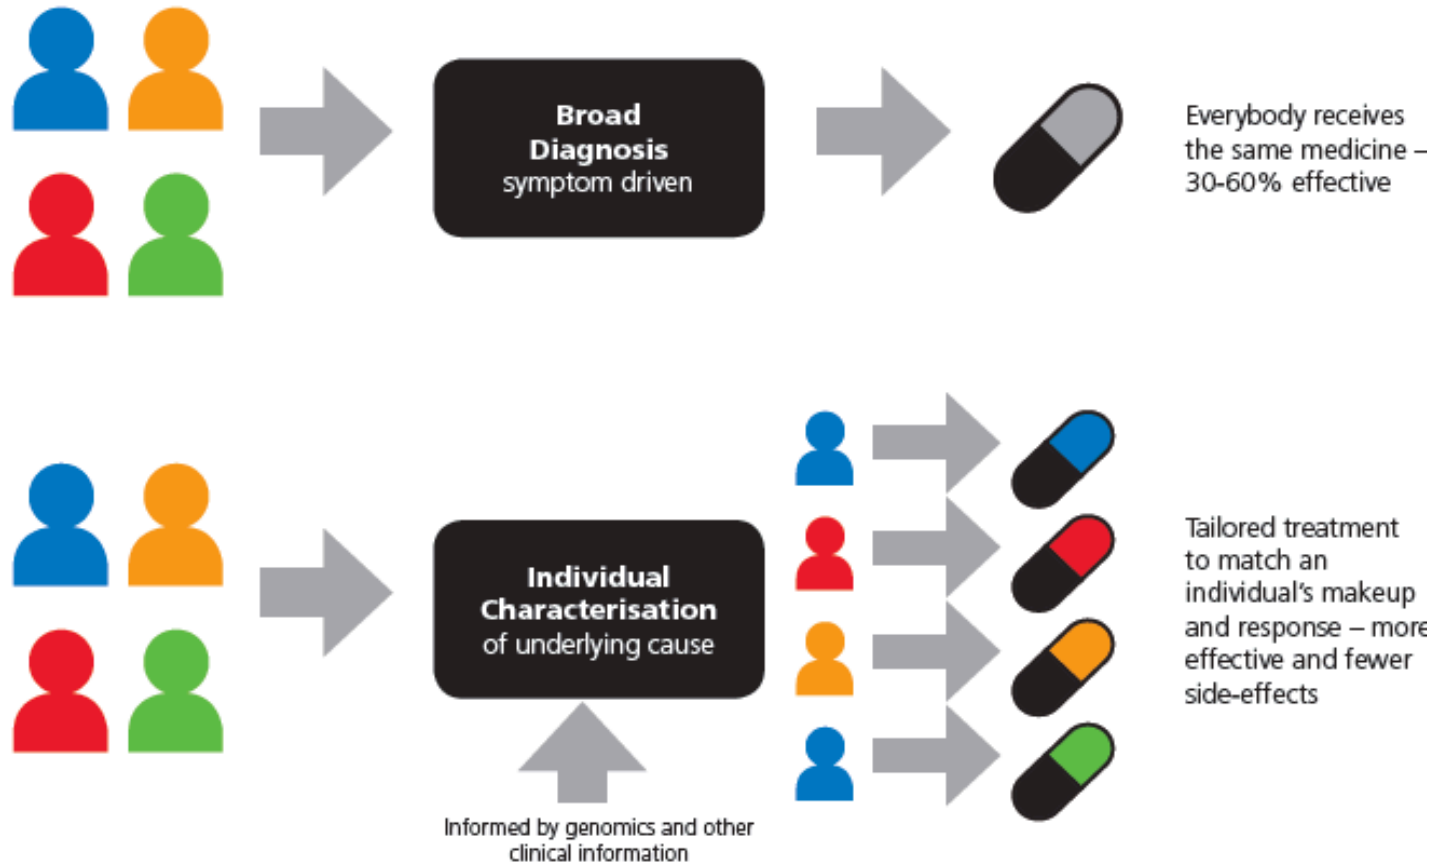 Broad
Diagnosis
symptom driven
Everybody receives
the same medicine –
30-60% effective
Individual
Characterisation
of underlying cause
Tailored treatment
to match an
individual's makeup
and response – more
effective and fewer
side-effects
Informed by genomics and other
clinical information